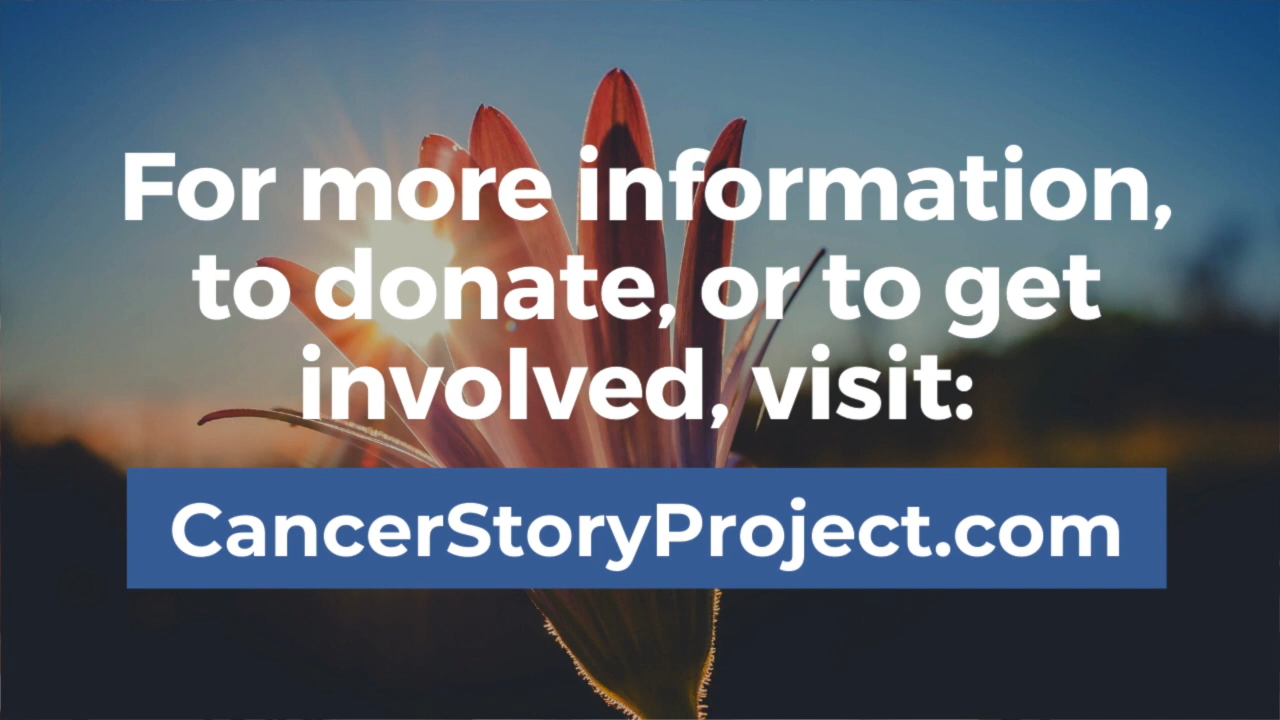 For more information,
to donate, or to get
involved, visit:
CancerStoryProject.com